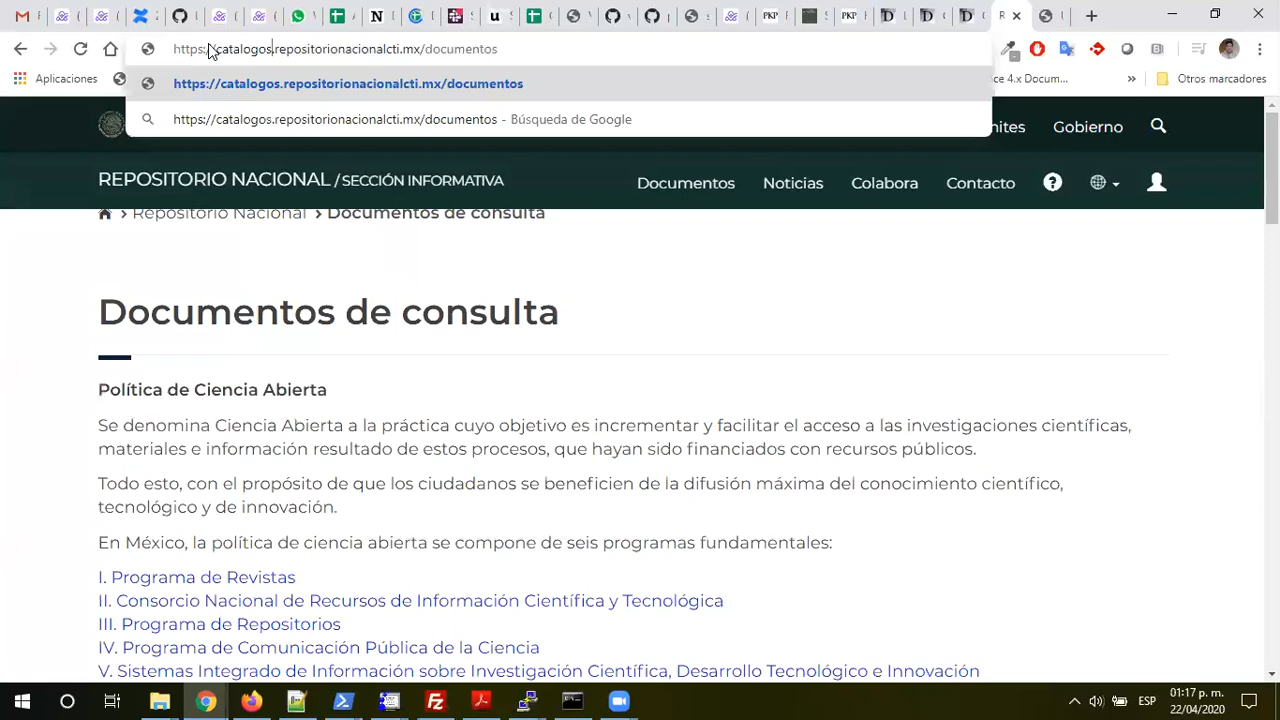 https://catalogos.repositorionacionalcti.mx/documentos
Aplicaciones
https://catalogos.repositorionacionalcti.mx/documentos
ice 4.x Docum...
»
Otros marcadores
https://catalogos.repositorionacionalcti.mx/documentos - Búsqueda de Google
mites
Gobierno
REPOSITORIO NACIONAL / SECCIÓN INFORMATIVA
Documentos
Noticias
Colabora
Contacto
> Repositorio Nacional > Documentos de consulta
Documentos de consulta
Política de Ciencia Abierta
Se denomina Ciencia Abierta a la práctica cuyo objetivo es incrementar y facilitar el acceso a las investigaciones científicas,
materiales e información resultado de estos procesos, que hayan sido financiados con recursos públicos.
Todo esto, con el propósito de que los ciudadanos se beneficien de la difusión máxima del conocimiento científico,
tecnológico y de innovación.
En México, la política de ciencia abierta se compone de seis programas fundamentales:
I. Programa de Revistas
II. Consorcio Nacional de Recursos de Información Científica y Tecnológica
III. Programa de Repositorios
IV. Programa de Comunicación Pública de la Ciencia
V. Sistemas Integrado de Información sobre Investigación Científica, Desarrollo Tecnológico e Innovación
ESP
01:17 p. m.
22/04/2020